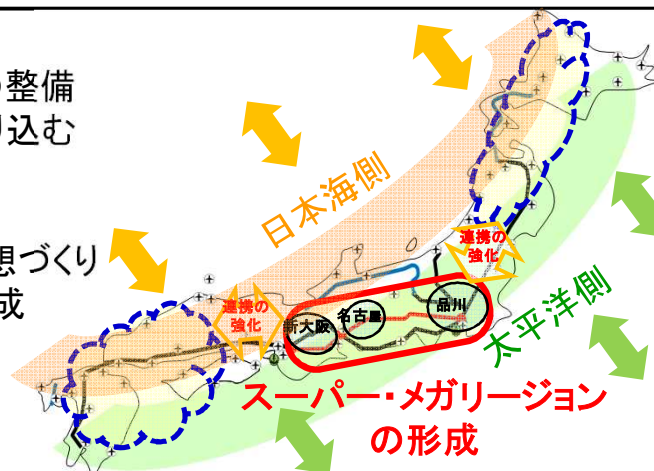 整備
込む
想づくり
成
日本海側
連携の
強化
連携の
強化
新大阪
名古屋
品川
太平洋側
スーパー・メガリージョン
の形成